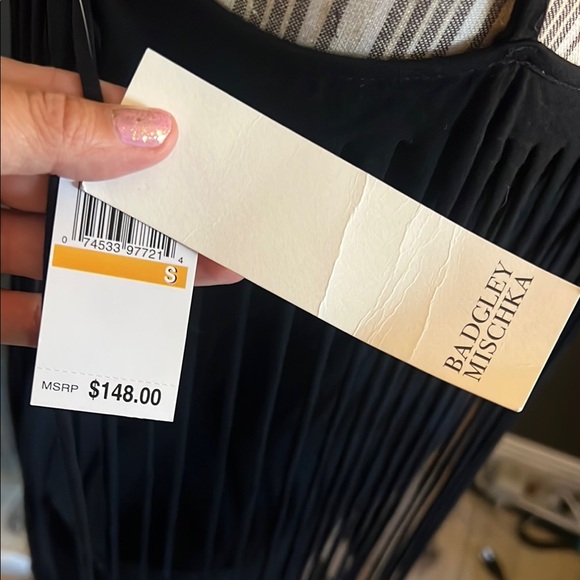 0 74533 97721 4
S
MSRP $148.00
BADGLEY
MISCHKA